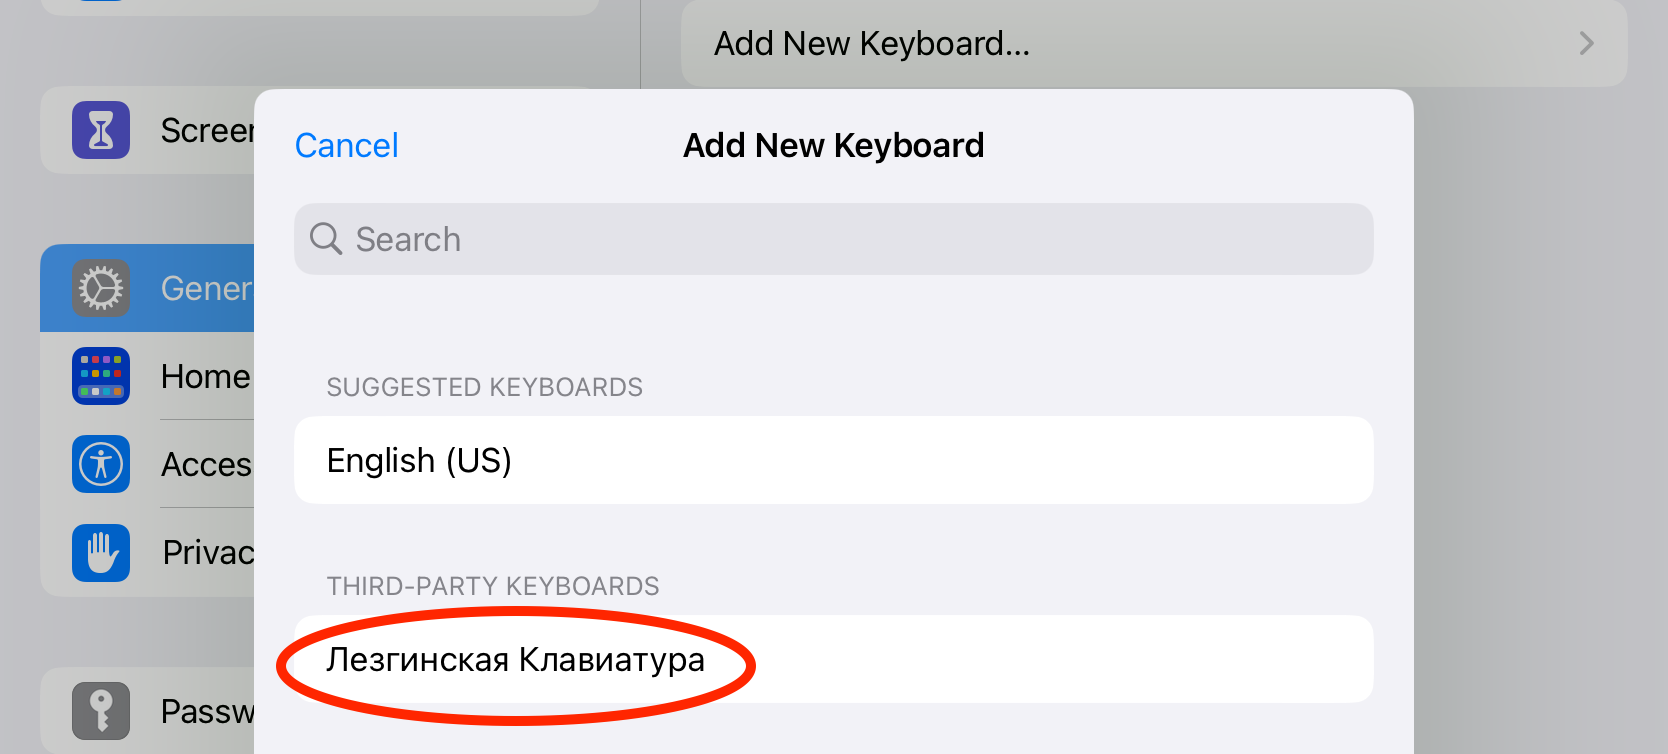 Add New Keyboard...
Screen
Cancel
Add New Keyboard
Search
Gener
SUGGESTED KEYBOARDS
Home
English (US)
Acces
Privac
THIRD-PARTY KEYBOARDS
Лезгинская Клавиатура
Passw